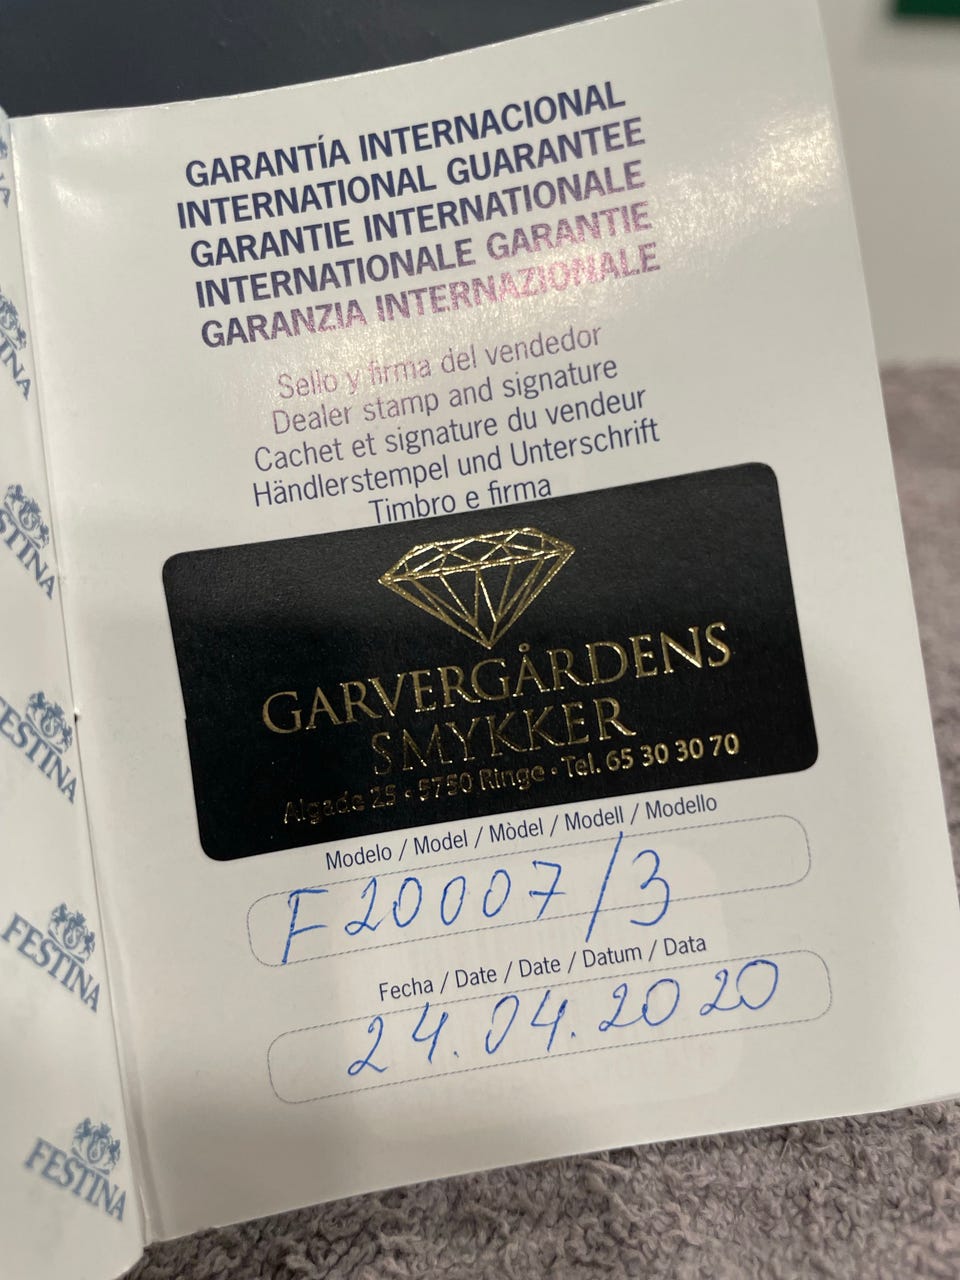 GARANTÍA INTERNACIONAL
INTERNATIONAL GUARANTEE
GARANTIE INTERNATIONALE
INTERNATIONALE GARANTIE
GARANZIA INTERNAZIONALE
Sello y firma del vendedor
Dealer stamp and signature
Cachet et signature du vendeur
Händlerstempel und Unterschrift
Timbro e firma
GARVERGÅRDENS
SMYKKER
Algade 25 • 5750 Ringe • Tel. 65 30 30 70
Modelo / Model / Mòdel / Modell / Modello
F20007/3
Fecha / Date / Date / Datum / Data
24.04.2020
FESTINA
FESTINA
FESTINA
FESTINA
FESTINA